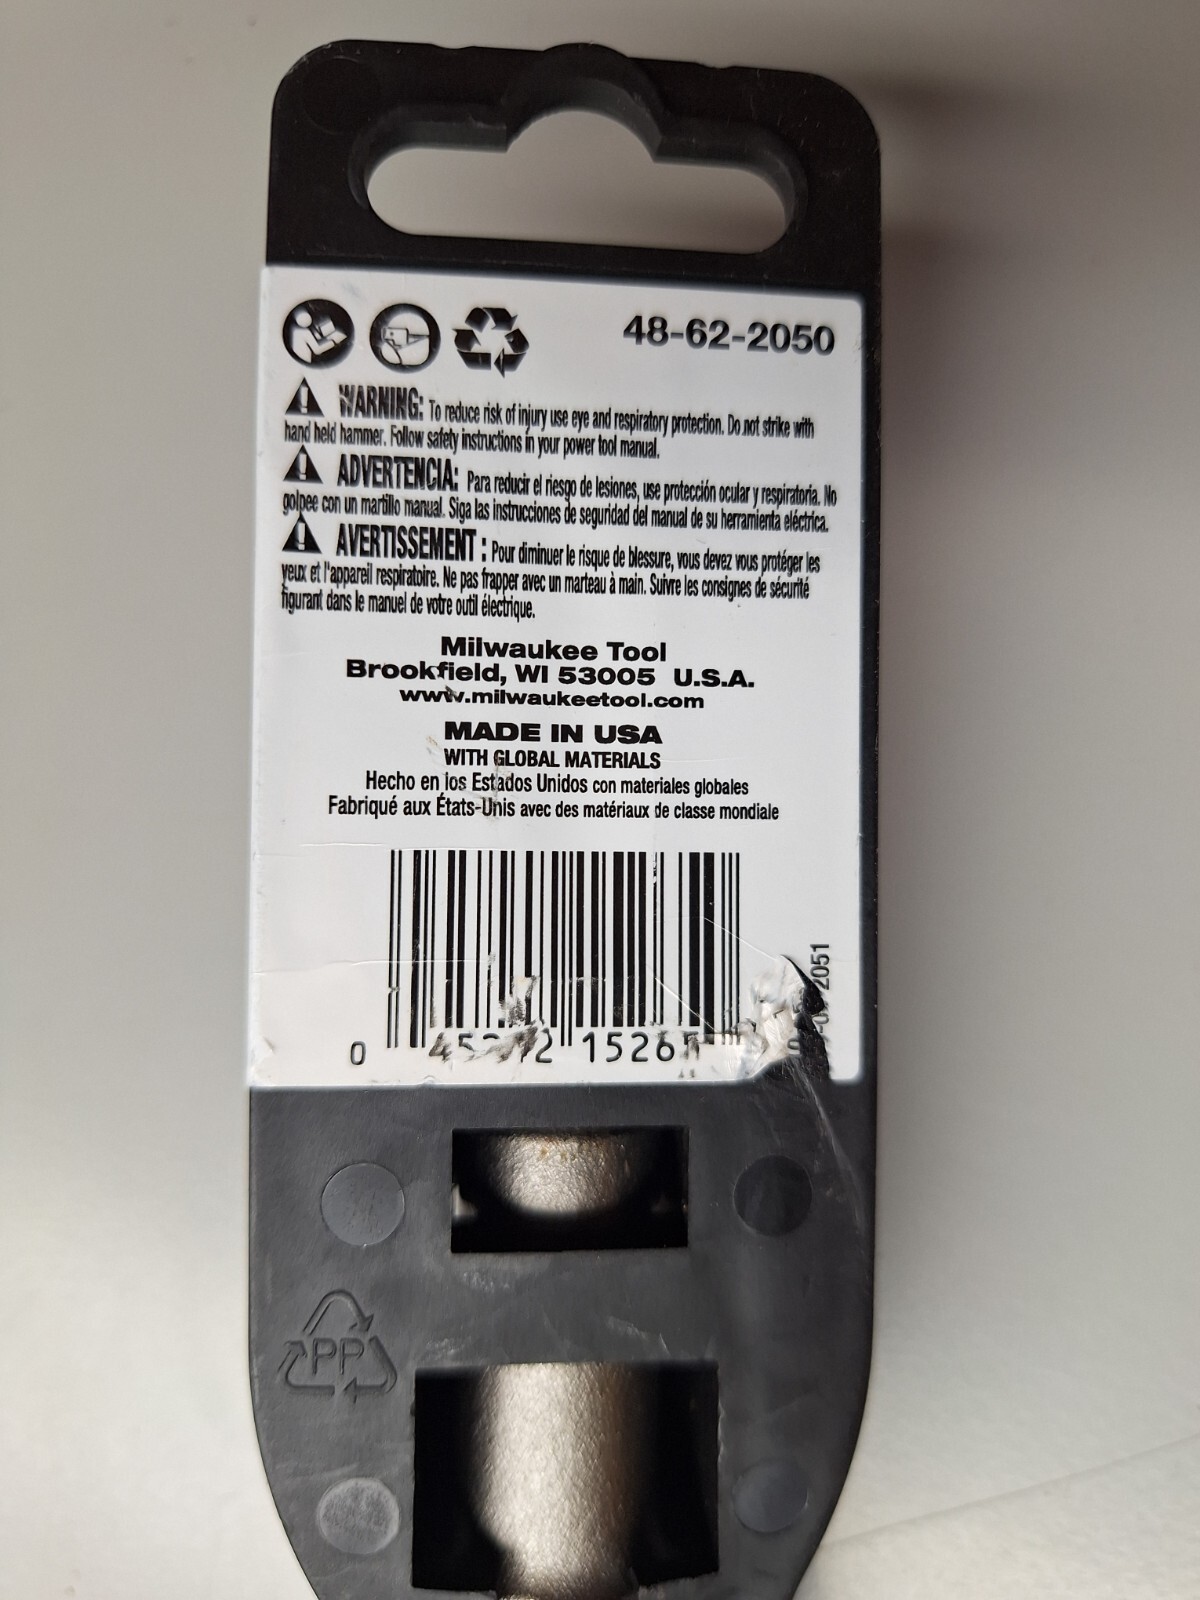 48-62-2050
WARNING: To reduce risk of injury use eye and respiratory protection. Do not strike with
hand held hammer. Follow safety instructions in your power tool manual.
ADVERTENCIA: Para reducir el riesgo de lesiones, use protección ocular y respiratoria. No
golpee con un martillo manual. Siga las instrucciones de seguridad del manual de su herramienta eléctrica.
AVERTISSEMENT : Pour diminuer le risque de blessure, vous devez vous protéger les
yeux et l'appareil respiratoire. Ne pas frapper avec un marteau à main. Suivre les consignes de sécurité
figurant dans le manuel de votre outil électrique.
Milwaukee Tool
Brookfield, WI 53005 U.S.A.
www.milwaukeetool.com
MADE IN USA
WITH GLOBAL MATERIALS
Hecho en los Estados Unidos con materiales globales
Fabriqué aux États-Unis avec des matériaux de classe mondiale
0
PP